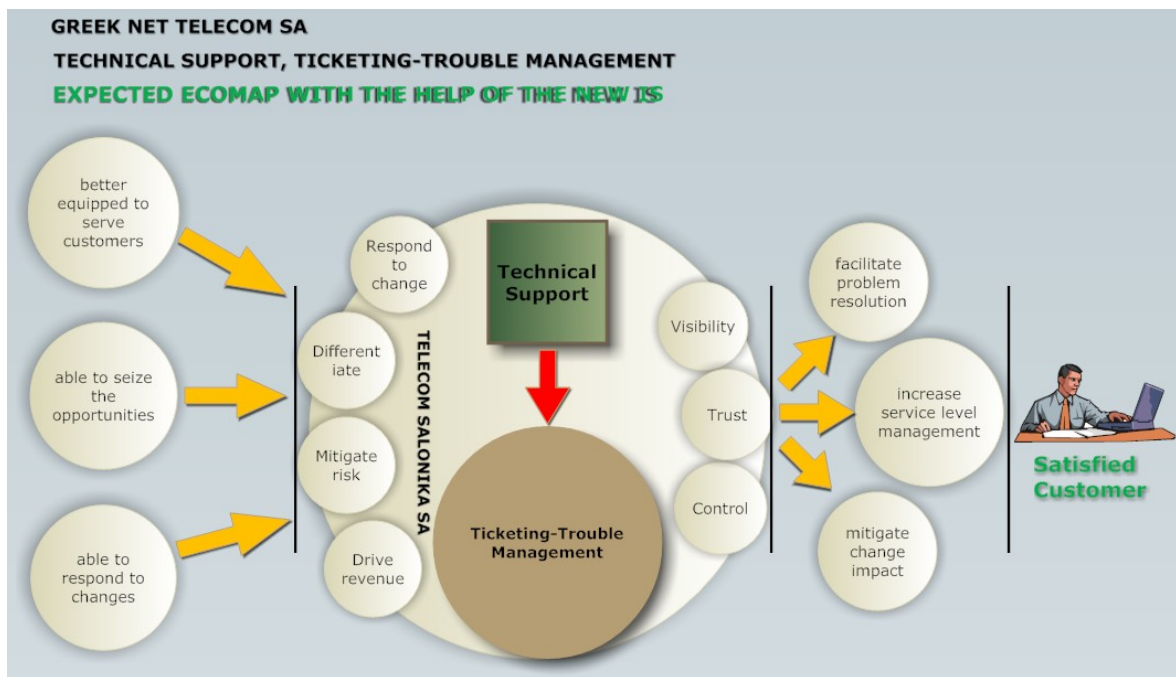 GREEK NET TELECOM SA
TECHNICAL SUPPORT, TICKETING-TROUBLE MANAGEMENT
EXPECTED ECOMAP WITH THE HELP OF THE NEW IS
better
equipped to
serve
customers
able to seize
the
opportunities
able to
respond to
changes
Respond
to
change
Different
iate
Mitigate
risk
Drive
revenue
TELECOM SALONIKA SA
Technical
Support
Ticketing-Trouble
Management
Visibility
Trust
Control
facilitate
problem
resolution
increase
service level
management
mitigate
change
impact
Satisfied
Customer